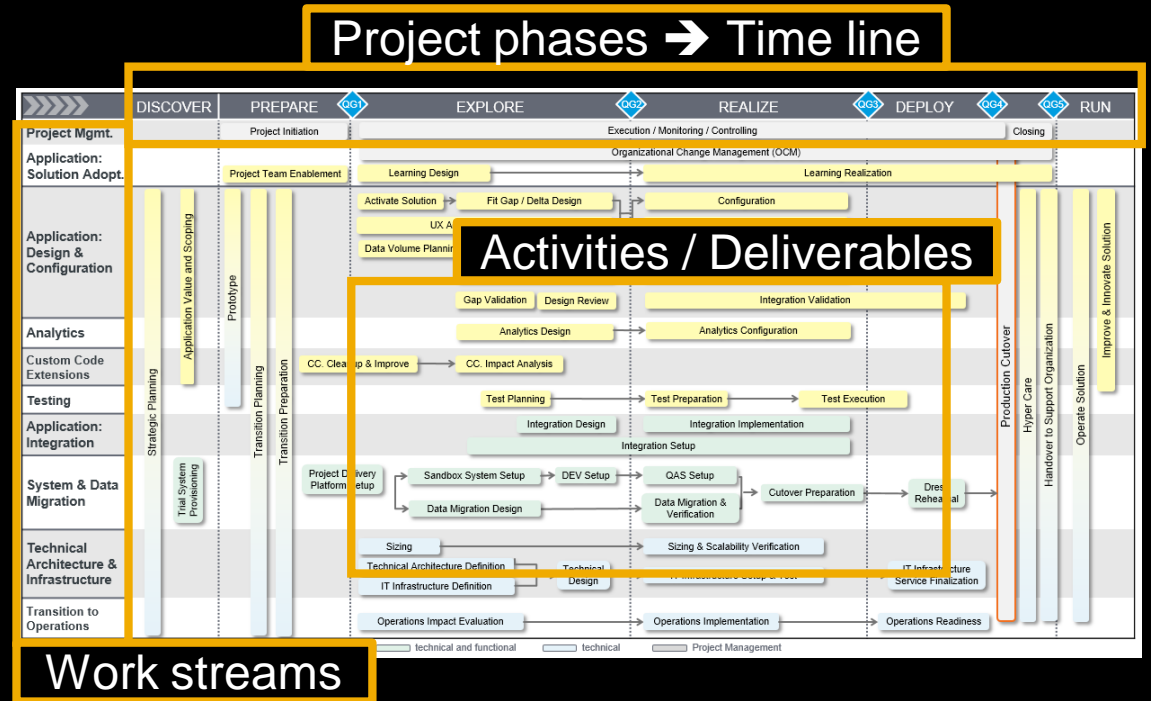 Project phases ➔ Time line
DISCOVER
PREPARE
QG1
EXPLORE
QG2
REALIZE
QG3
DEPLOY
QG4
QG5
RUN
Project Mgmt.
Project Initiation
Execution / Monitoring / Controlling
Closing
Application:
Solution Adopt.
Organizational Change Management (OCM)
Project Team Enablement
Learning Design
Learning Realization
Application:
Design &
Configuration
Activate Solution
Fit Gap / Delta Design
Configuration
UX A
Data Volume Plannin
Activities / Deliverables
Gap Validation
Design Review
Integration Validation
Strategic Planning
Application Value and Scoping
Prototype
Transition Planning
Transition Preparation
Production Cutover
Hyper Care
Handover to Support Organization
Operate Solution
Improve & Innovate Solution
Analytics
Analytics Design
Analytics Configuration
Custom Code
Extensions
CC. Cleanup & Improve
CC. Impact Analysis
Testing
Test Planning
Test Preparation
Test Execution
Application:
Integration
Integration Design
Integration Implementation
Integration Setup
System & Data
Migration
Trial System
Provisioning
Project Delivery
Platform Setup
Sandbox System Setup
DEV Setup
QAS Setup
Data Migration Design
Data Migration &
Verification
Cutover Preparation
Dress
Rehearsal
Technical
Architecture &
Infrastructure
Sizing
Sizing & Scalability Verification
Technical Architecture Definition
IT Infrastructure Definition
Technical
Design
IT Infrastructure Setup & Test
IT Infrastructure
Service Finalization
Transition to
Operations
Operations Impact Evaluation
Operations Implementation
Operations Readiness
technical and functional
technical
Project Management
Work streams